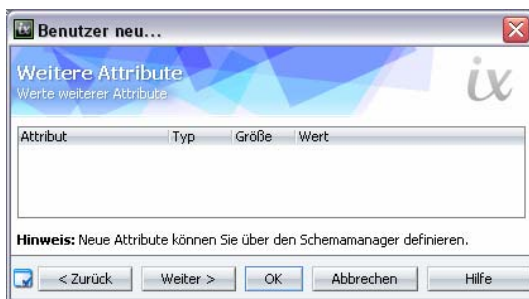 ix Benutzer neu...
Weitere Attribute
Werte weiterer Attribute
ix
Attribut Typ Größe Wert
Hinweis: Neue Attribute können Sie über den Schemamanager definieren.
< Zurück Weiter > OK Abbrechen Hilfe